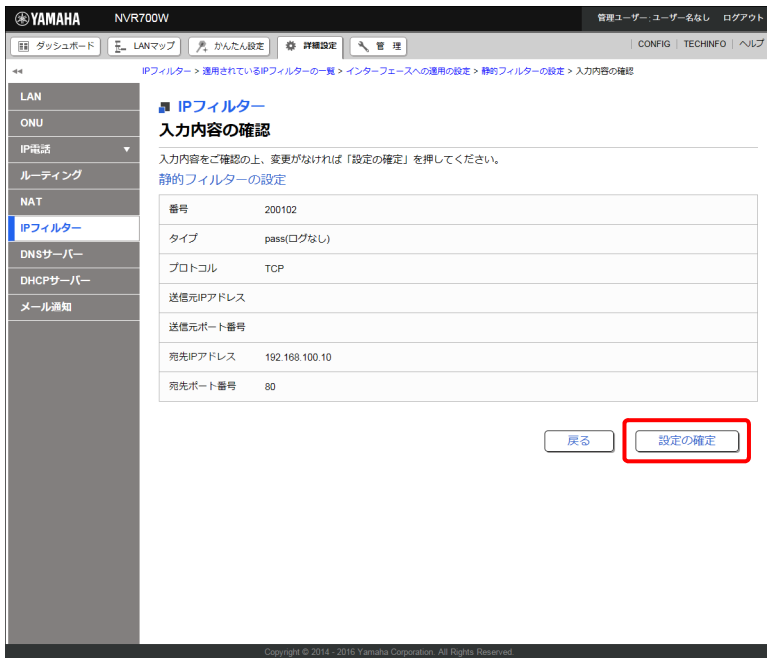 YAMAHA NVR700W 管理ユーザー:ユーザー名なし ログアウト
ダッシュボード LANマップ かんたん設定 詳細設定 管 理 CONFIG | TECHINFO | ヘルプ
◂◂ IPフィルター > 適用されているIPフィルターの一覧 > インターフェースへの適用の設定 > 静的フィルターの設定 > 入力内容の確認
LAN
ONU
IP電話 ▼
ルーティング
NAT
IPフィルター
DNSサーバー
DHCPサーバー
メール通知
IPフィルター
入力内容の確認
入力内容をご確認の上、変更がなければ「設定の確定」を押してください。
静的フィルターの設定
番号 200102
タイプ pass(ログなし)
プロトコル TCP
送信元IPアドレス
送信元ポート番号
宛先IPアドレス 192.168.100.10
宛先ポート番号 80
戻る 設定の確定
Copyright © 2014 - 2016 Yamaha Corporation. All Rights Reserved.